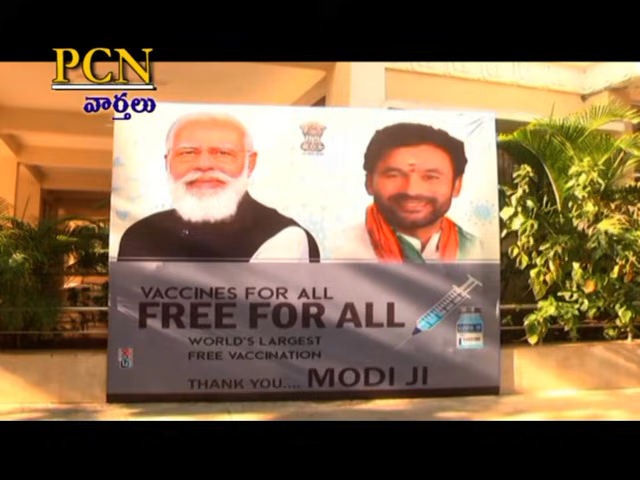 PCN
వార్తలు
VACCINES FOR ALL
FREE FOR ALL
WORLD'S LARGEST
FREE VACCINATION
THANK YOU.... MODI JI